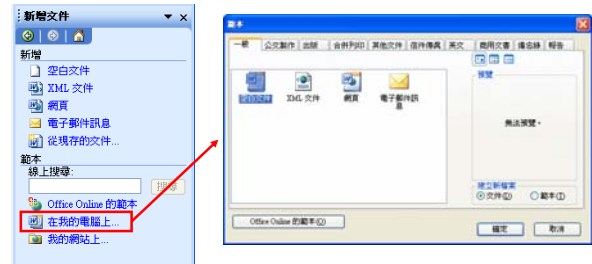 新增文件
新增
空白文件
XML 文件
網頁
電子郵件訊息
從現存的文件...
範本
線上搜尋:
搜尋
Office Online 的範本
在我的電腦上...
我的網站上...
範本
一般 公文製作 出版 合併列印 其他文件 信件傳真 英文 商用文書 備忘錄 報告
空白文件 XML 文件 網頁 電子郵件訊
息
預覽
無法預覽。
建立新檔案
文件(D) 範本(T)
Office Online 的範本(O)
確定 取消